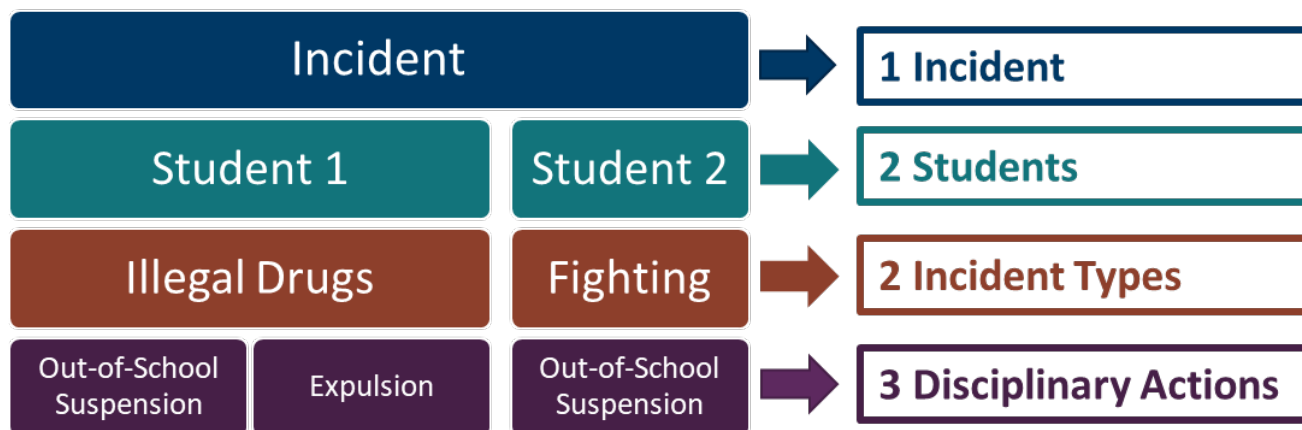 Incident
1 Incident
Student 1
Student 2
2 Students
Illegal Drugs
Fighting
2 Incident Types
Out-of-School
Suspension
Expulsion
Out-of-School
Suspension
3 Disciplinary Actions